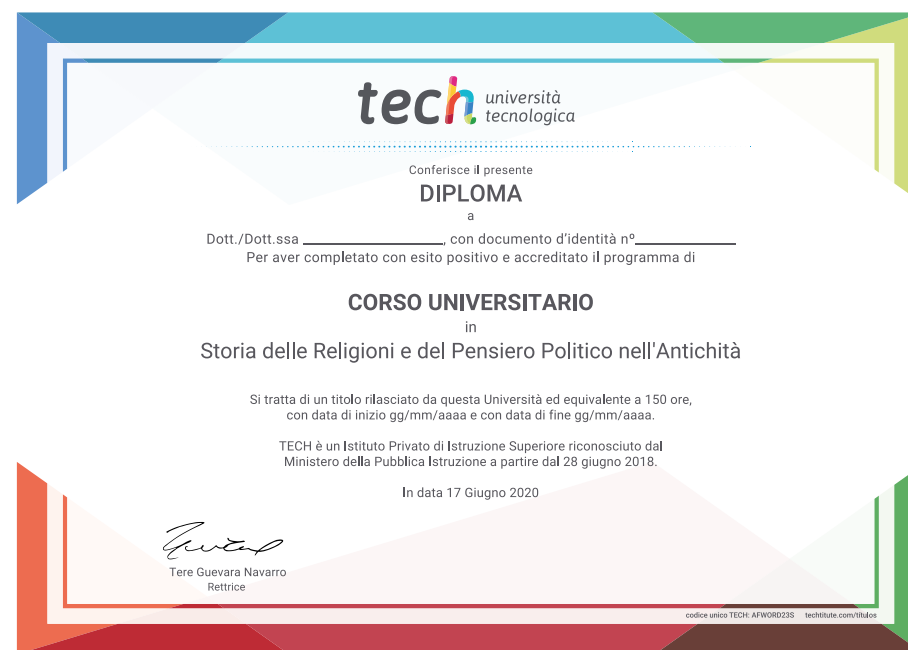 tech università
tecnologica
Conferisce il presente
DIPLOMA
a
Dott./Dott.ssa ____________________, con documento d'identità nº______________
Per aver completato con esito positivo e accreditato il programma di
CORSO UNIVERSITARIO
in
Storia delle Religioni e del Pensiero Politico nell'Antichità
Si tratta di un titolo rilasciato da questa Università ed equivalente a 150 ore,
con data di inizio gg/mm/aaaa e con data di fine gg/mm/aaaa.
TECH è un Istituto Privato di Istruzione Superiore riconosciuto dal
Ministero della Pubblica Istruzione a partire dal 28 giugno 2018.
In data 17 Giugno 2020
Tere Guevara Navarro
Rettrice
codice unico TECH: AFWORD23S techtitute.com/títulos